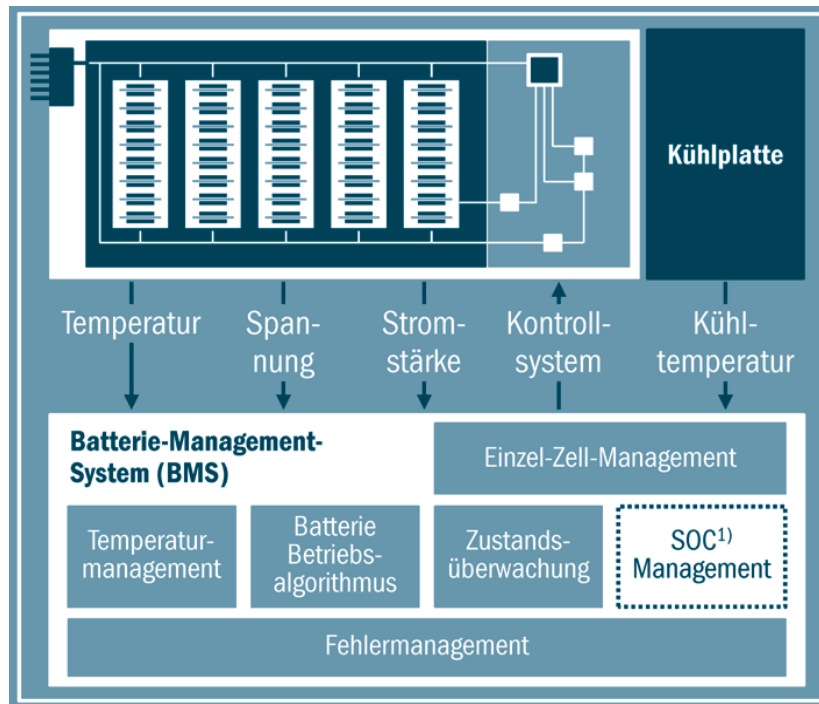 Kühlplatte
Temperatur
Span-
nung
Strom-
stärke
Kontroll-
system
Kühl-
temperatur
Batterie-Management-
System (BMS)
Einzel-Zell-Management
Temperatur-
management
Batterie
Betriebs-
algorithmus
Zustands-
überwachung
SOC¹⁾
Management
Fehlermanagement